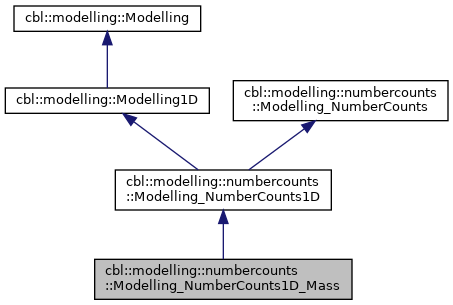 cbl::modelling::Modelling
cbl::modelling::Modelling1D
cbl::modelling::numbercounts
::Modelling_NumberCounts
cbl::modelling::numbercounts
::Modelling_NumberCounts1D
cbl::modelling::numbercounts
::Modelling_NumberCounts1D_Mass